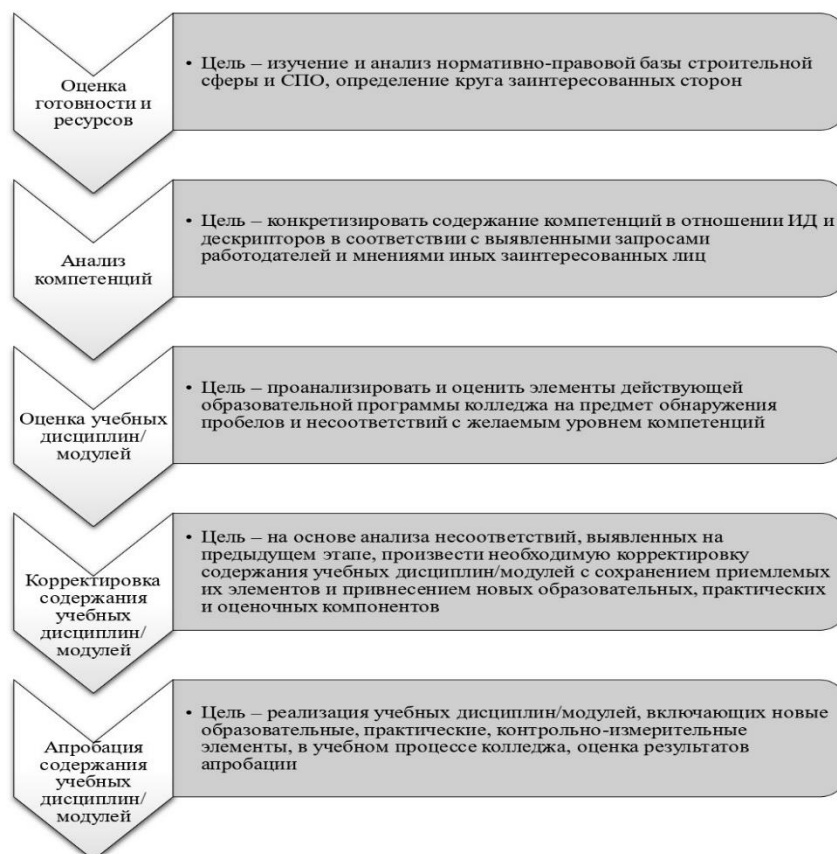 Оценка
готовности и
ресурсов
• Цель – изучение и анализ нормативно-правовой базы строительной
сферы и СПО, определение круга заинтересованных сторон
Анализ
компетенций
• Цель – конкретизировать содержание компетенций в отношении ИД и
дескрипторов в соответствии с выявленными запросами
работодателей и мнениями иных заинтересованных лиц
Оценка учебных
дисциплин/
модулей
• Цель – проанализировать и оценить элементы действующей
образовательной программы колледжа на предмет обнаружения
пробелов и несоответствий с желаемым уровнем компетенций
Корректировка
содержания
учебных
дисциплин/
модулей
• Цель – на основе анализа несоответствий, выявленных на
предыдущем этапе, произвести необходимую корректировку
содержания учебных дисциплин/модулей с сохранением приемлемых
их элементов и привнесением новых образовательных, практических
и оценочных компонентов
Апробация
содержания
учебных
дисциплин/
модулей
• Цель – реализация учебных дисциплин/модулей, включающих новые
образовательные, практические, контрольно-измерительные
элементы, в учебном процессе колледжа, оценка результатов
апробации